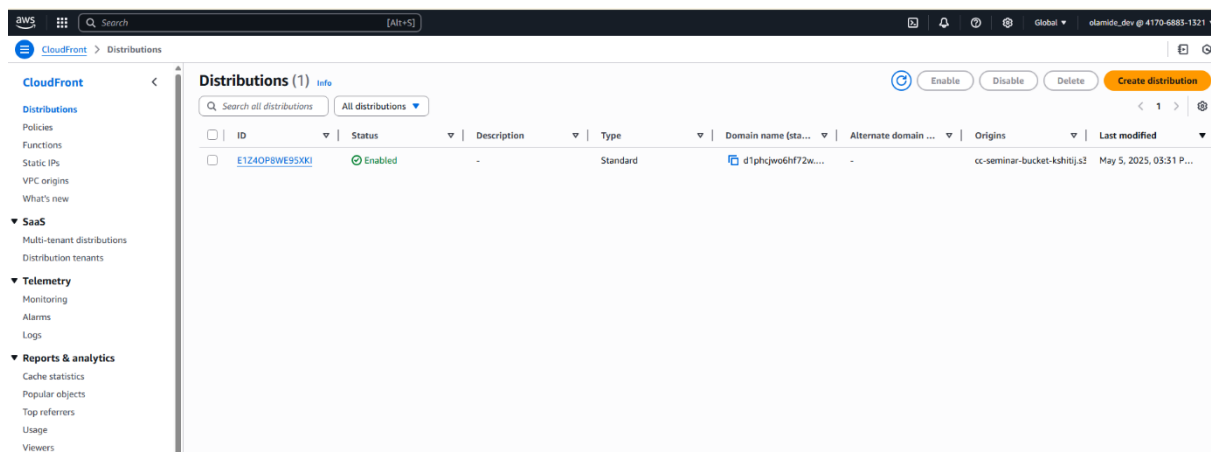 aws Search [Alt+S] Global olamide_dev @ 4170-6883-1321
CloudFront > Distributions
CloudFront
Distributions
Policies
Functions
Static IPs
VPC origins
What's new
SaaS
Multi-tenant distributions
Distribution tenants
Telemetry
Monitoring
Alarms
Logs
Reports & analytics
Cache statistics
Popular objects
Top referrers
Usage
Viewers
Distributions (1) Info Enable Disable Delete Create distribution
Search all distributions All distributions < 1 >
ID Status Description Type Domain name (sta... Alternate domain ... Origins Last modified
E1Z4OP8WE95XKI Enabled - Standard d1phcjwo6hf72w.... - cc-seminar-bucket-kshitij.s3 May 5, 2025, 03:31 P...